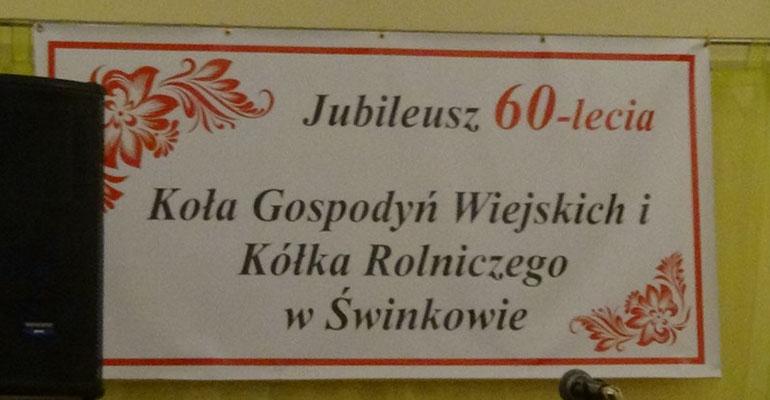 Jubileusz 60-lecia
Koła Gospodyń Wiejskich i
Kółka Rolniczego
w Świnkowie